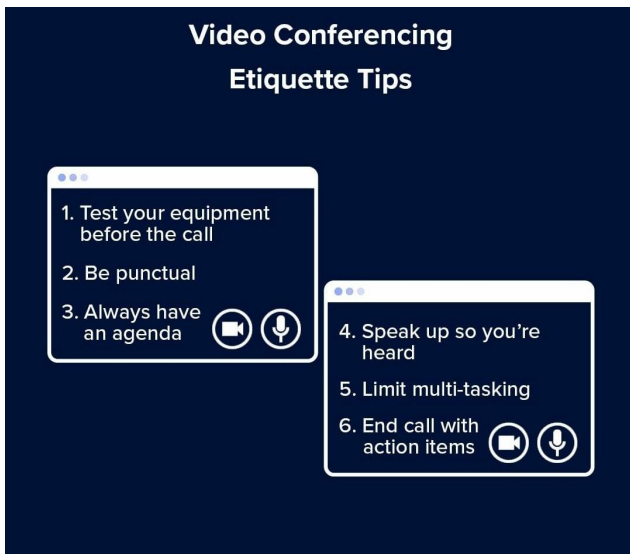 Video Conferencing
Etiquette Tips
1. Test your equipment
before the call
2. Be punctual
3. Always have
an agenda
4. Speak up so you’re
heard
5. Limit multi-tasking
6. End call with
action items